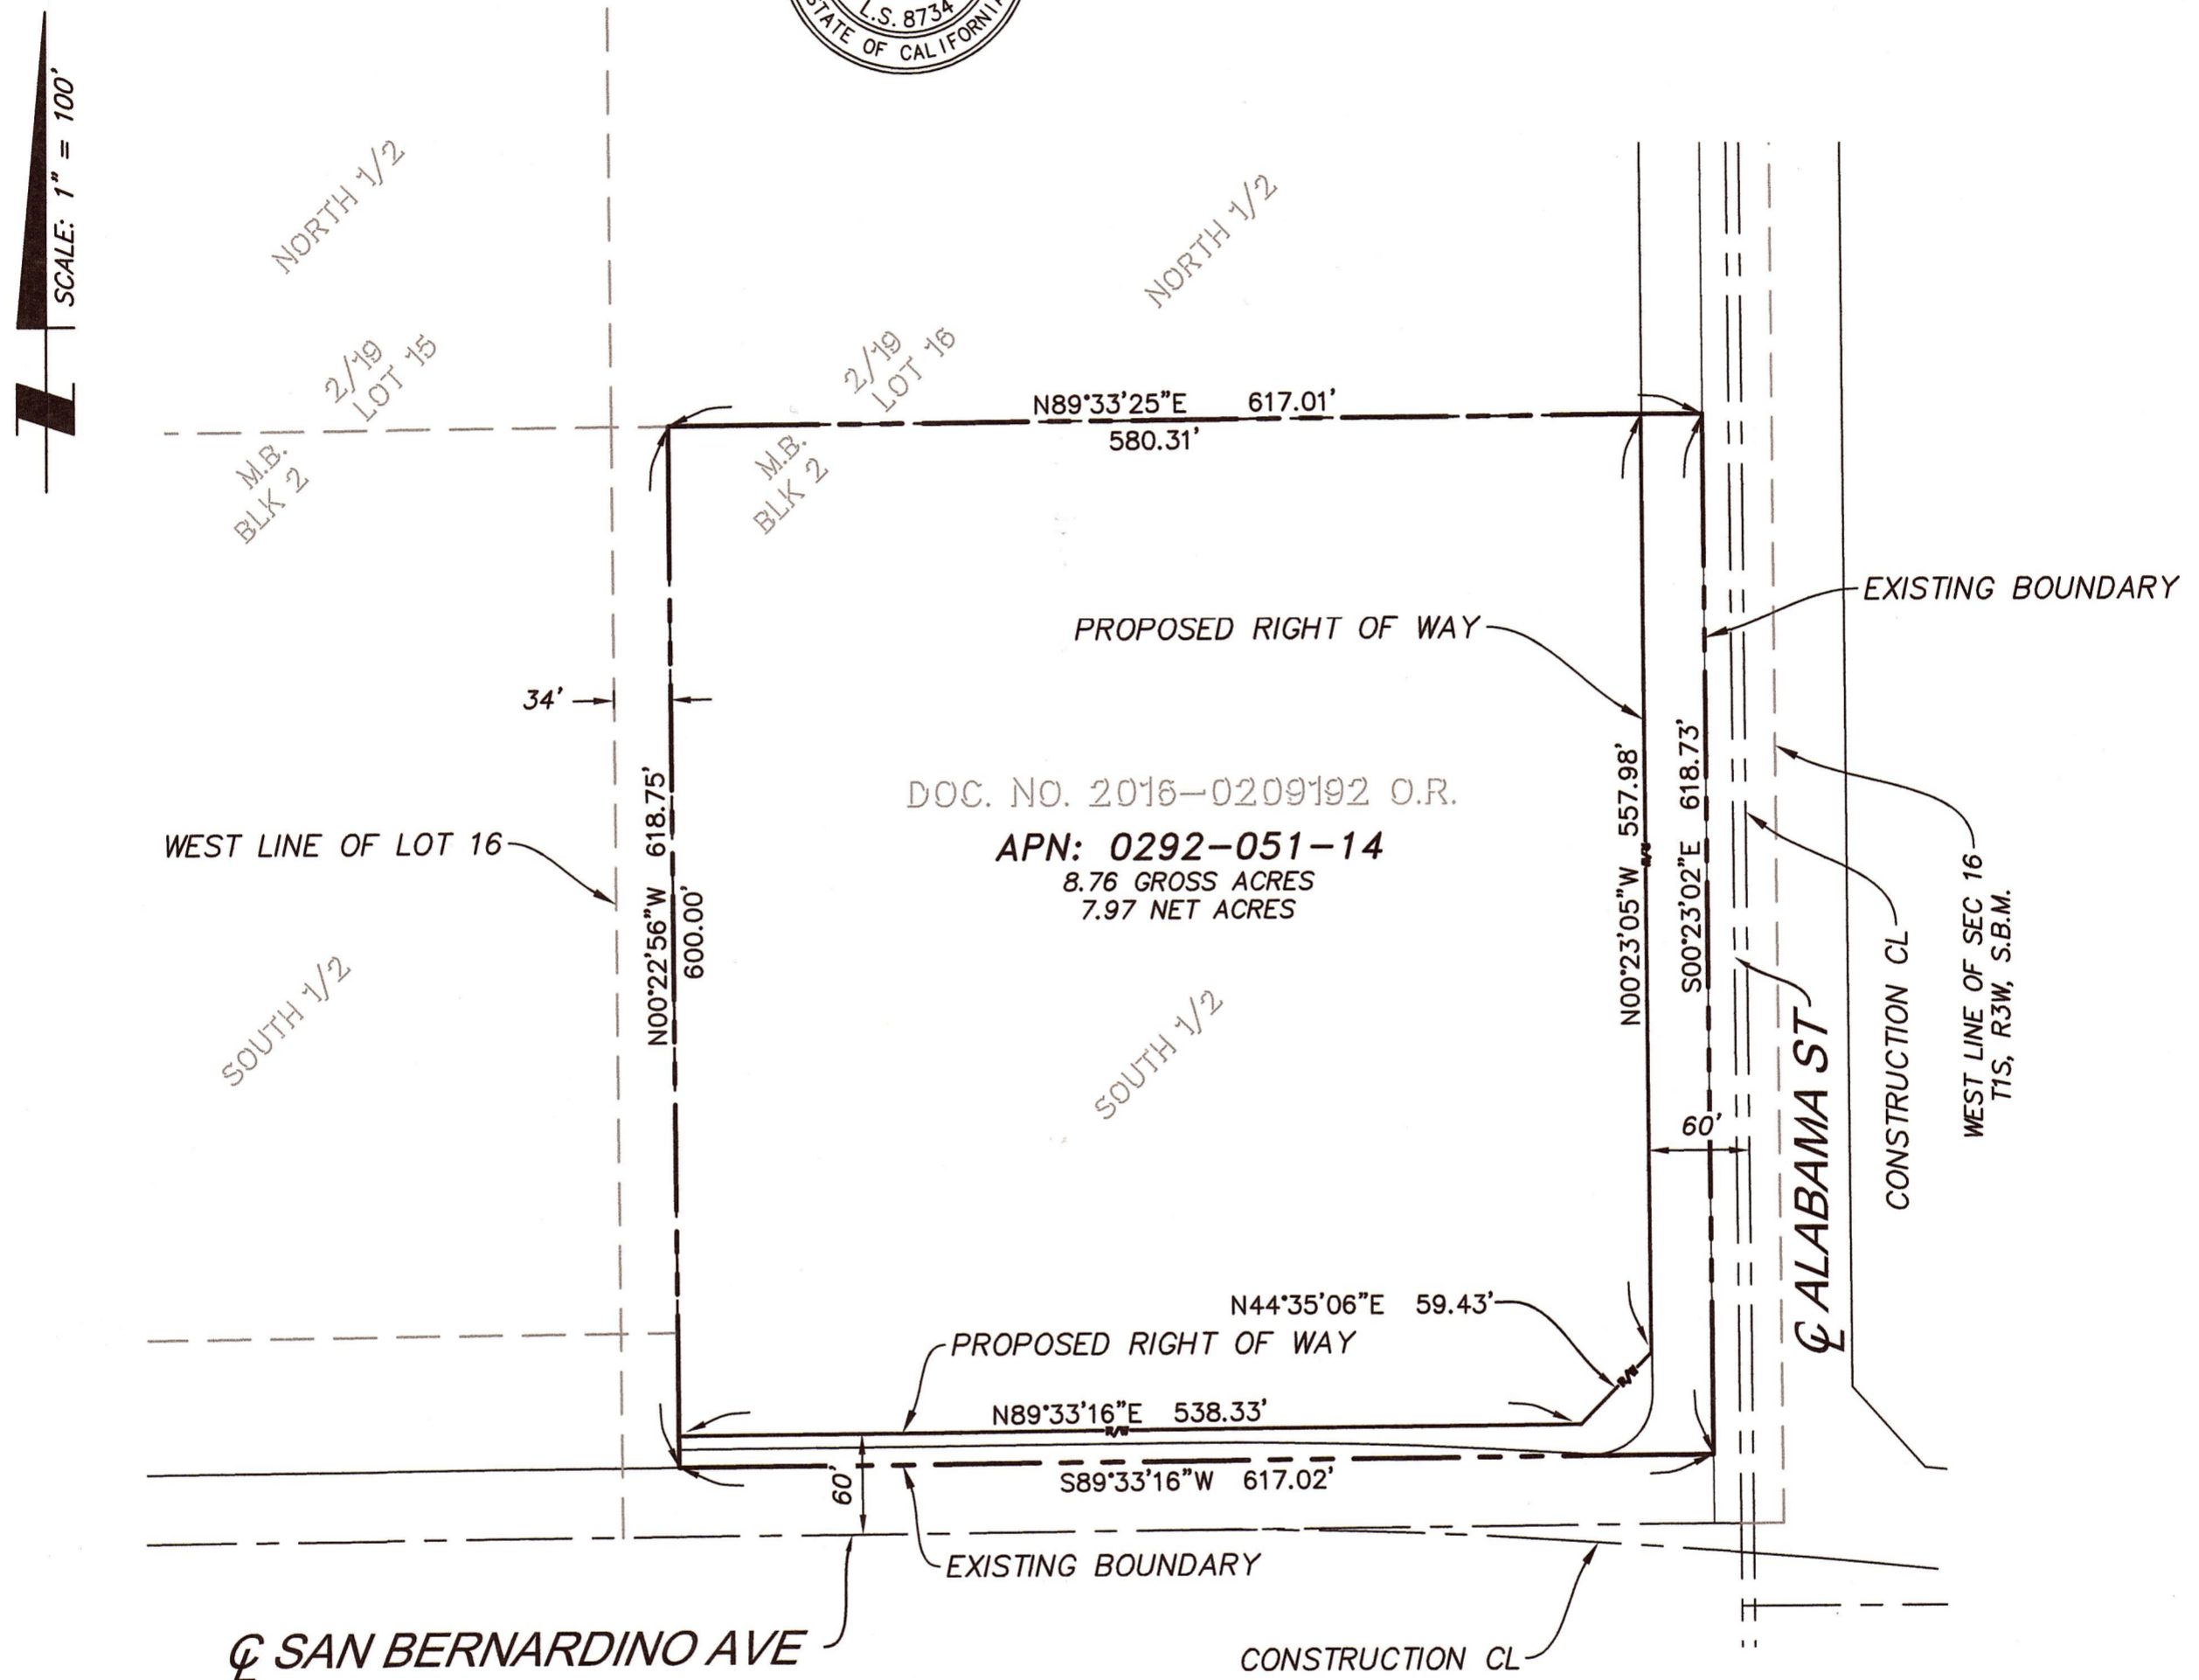 L.S. 8734
STATE OF CALIFORNI
SCALE: 1" = 100'
NORTH 1/2
NORTH 1/2
2/19
LOT 15
M.B.
BLK 2
2/19
LOT 16
M.B.
BLK 2
N89°33'25"E 617.01'
580.31'
EXISTING BOUNDARY
PROPOSED RIGHT OF WAY
34'
N00°22'56"W 618.75'
600.00'
WEST LINE OF LOT 16
DOC. NO. 2016-0209192 O.R.
APN: 0292-051-14
8.76 GROSS ACRES
7.97 NET ACRES
N00°23'05"W 557.98'
R/W
S00°23'02"E 618.73'
SOUTH 1/2
SOUTH 1/2
60'
℄ ALABAMA ST
CONSTRUCTION CL
WEST LINE OF SEC 16
T1S, R3W, S.B.M.
N44°35'06"E 59.43'
R/W
PROPOSED RIGHT OF WAY
N89°33'16"E 538.33'
R/W
60'
S89°33'16"W 617.02'
EXISTING BOUNDARY
℄ SAN BERNARDINO AVE
CONSTRUCTION CL